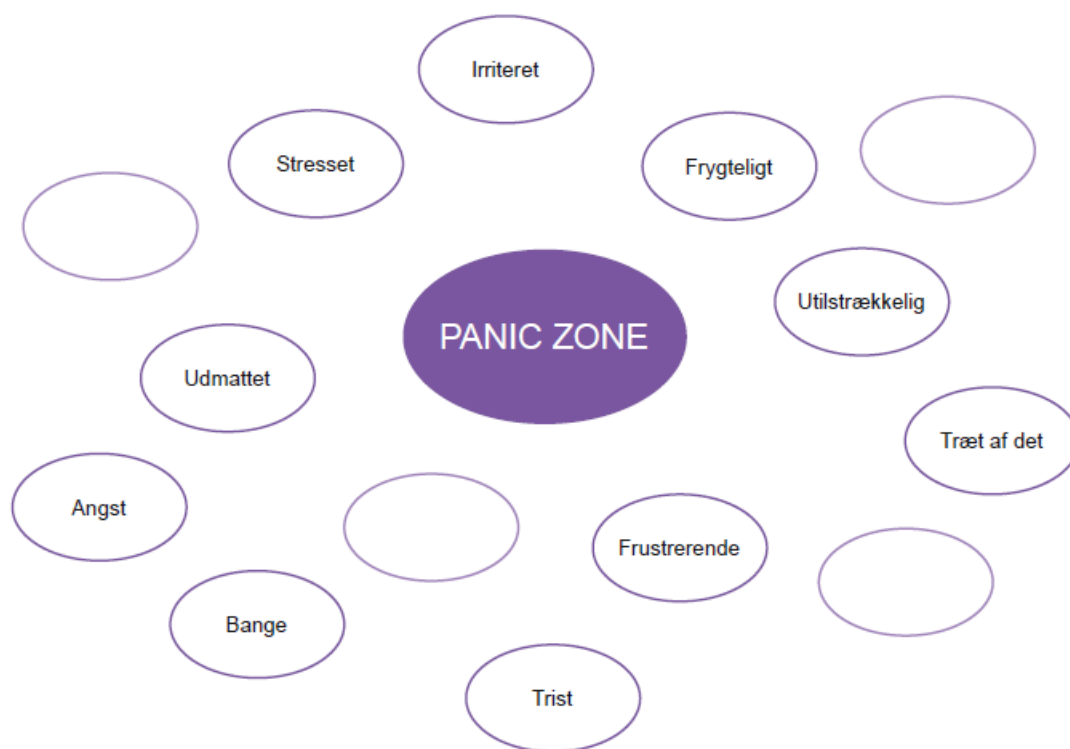 Irriteret
Stresset
Frygteligt
Utilstrækkelig
PANIC ZONE
Udmattet
Træt af det
Angst
Frustrerende
Bange
Trist